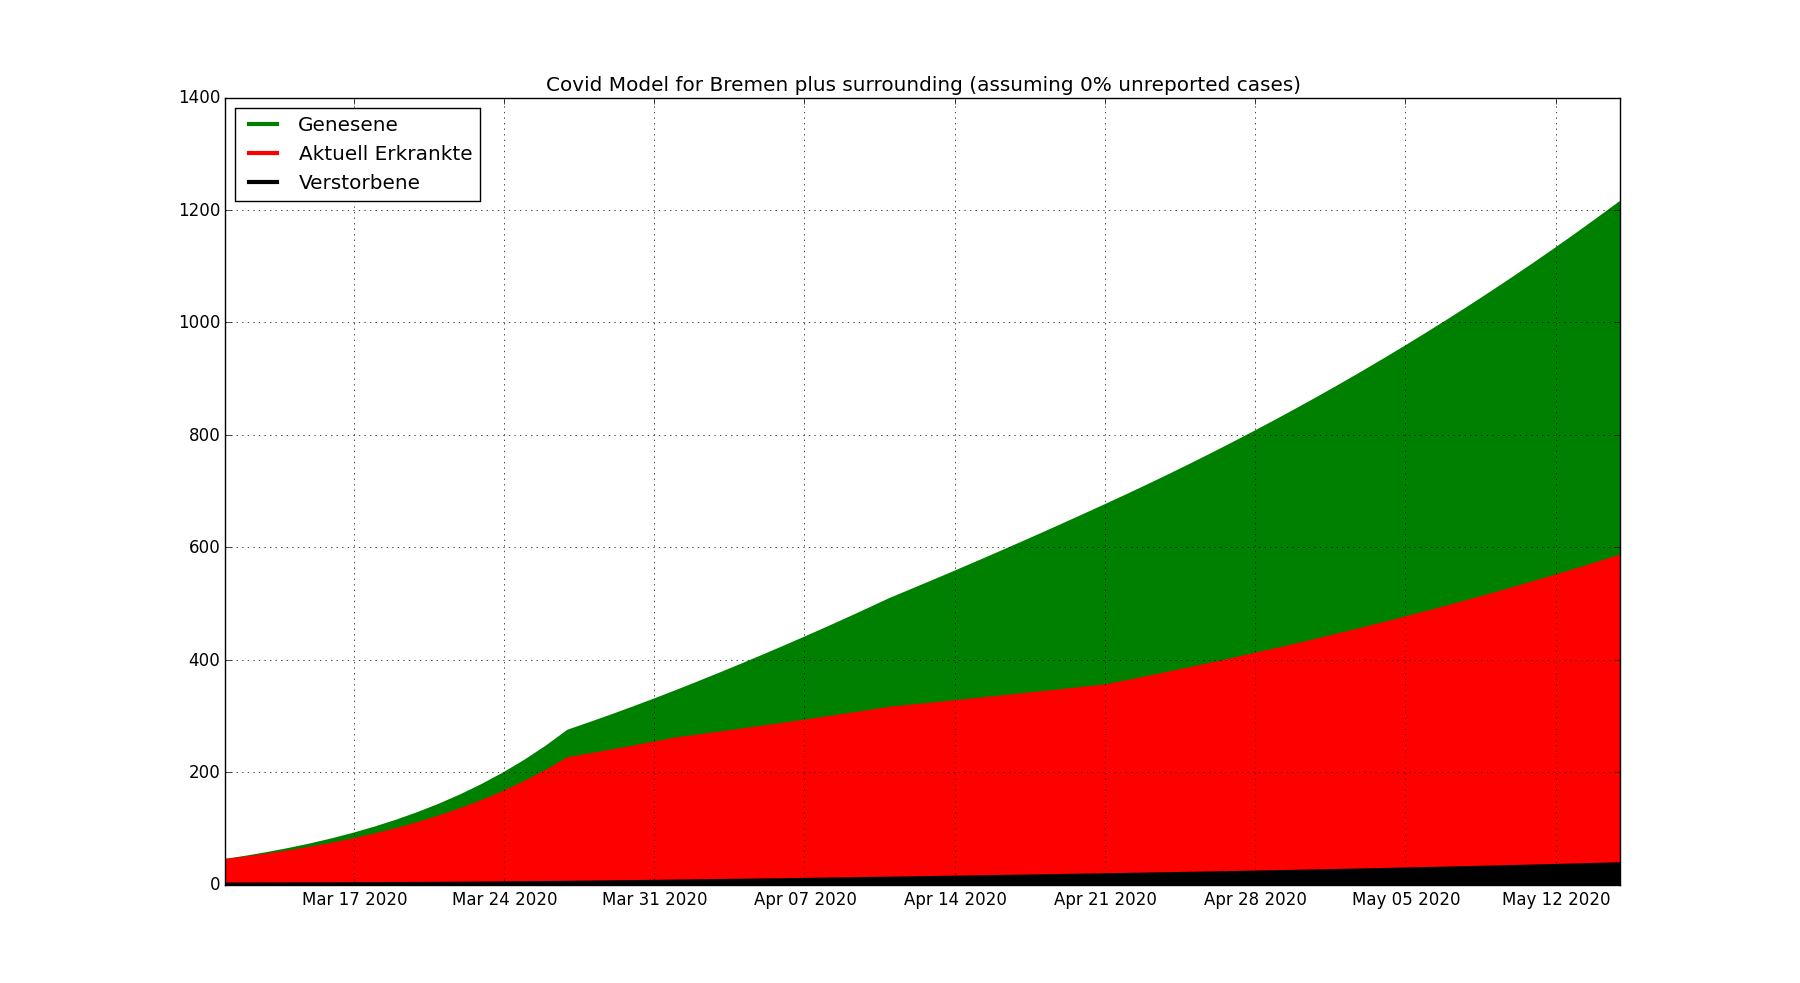 Covid Model for Bremen plus surrounding (assuming 0% unreported cases)
1400
1200
1000
800
600
400
200
0
Genesene
Aktuell Erkrankte
Verstorbene
Mar 17 2020 Mar 24 2020 Mar 31 2020 Apr 07 2020 Apr 14 2020 Apr 21 2020 Apr 28 2020 May 05 2020 May 12 2020